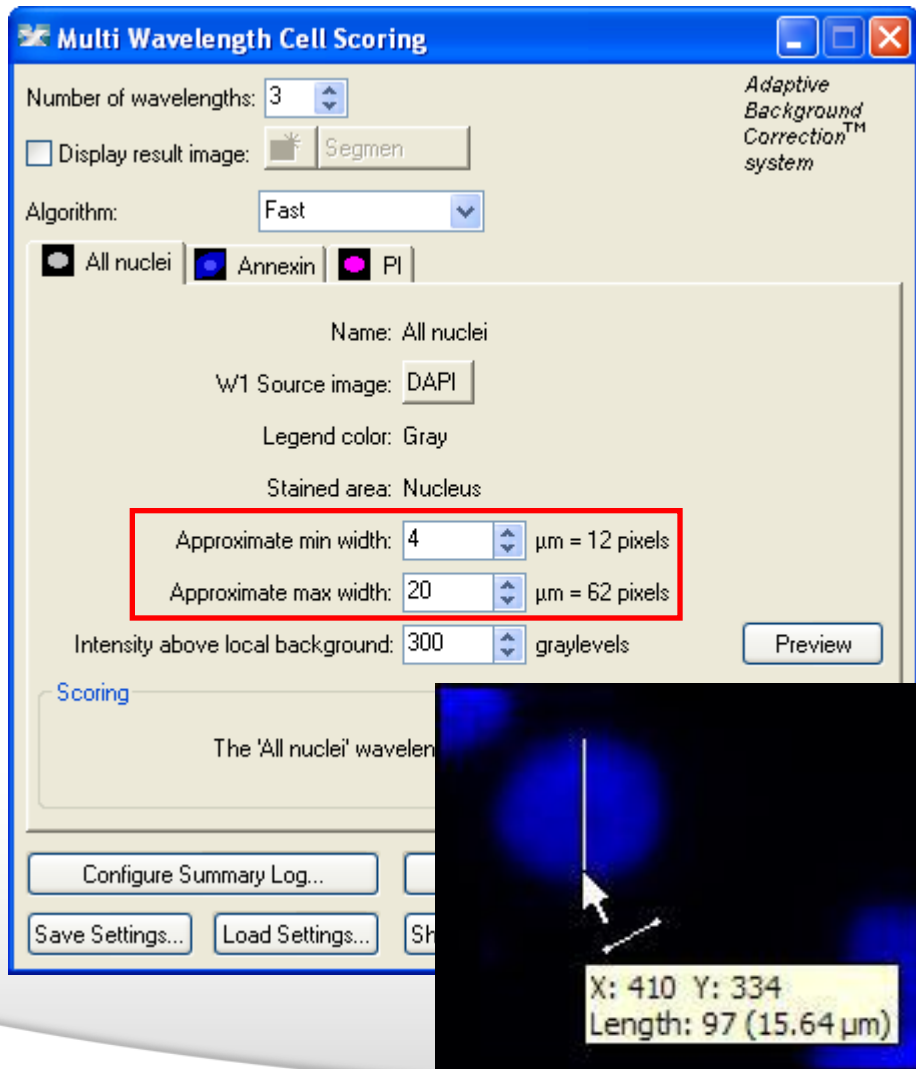 Multi Wavelength Cell Scoring
Number of wavelengths: 3
Adaptive
Background
Correction™
system
Display result image: Segmen
Algorithm: Fast
All nuclei Annexin PI
Name: All nuclei
W1 Source image: DAPI
Legend color: Gray
Stained area: Nucleus
Approximate min width: 4 µm = 12 pixels
Approximate max width: 20 µm = 62 pixels
Intensity above local background: 300 graylevels Preview
Scoring
The 'All nuclei' wavelen
Configure Summary Log...
Save Settings... Load Settings... Sh
X: 410 Y: 334
Length: 97 (15.64 µm)